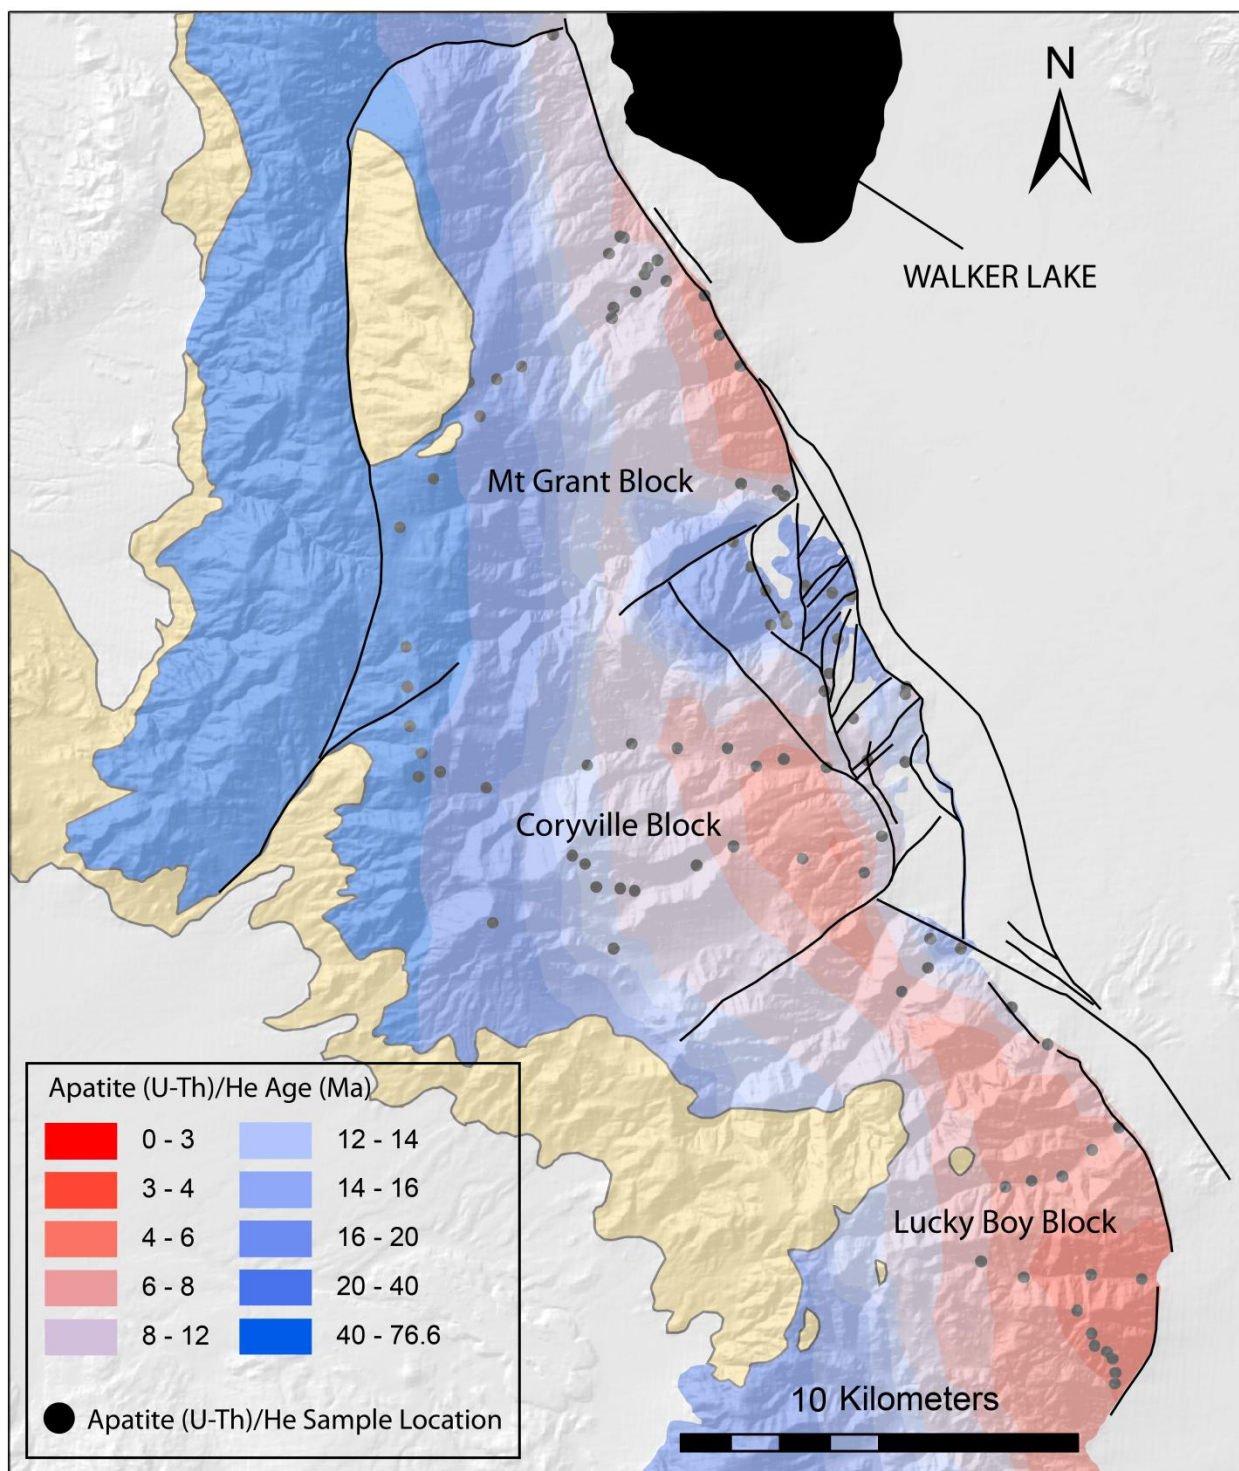 N
WALKER LAKE
Mt Grant Block
Coryville Block
Lucky Boy Block
Apatite (U-Th)/He Age (Ma)
0 - 3
12 - 14
3 - 4
14 - 16
4 - 6
16 - 20
6 - 8
20 - 40
8 - 12
40 - 76.6
Apatite (U-Th)/He Sample Location
10 Kilometers